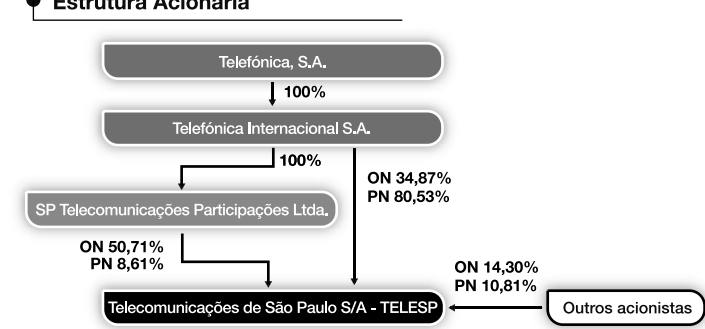 Estrutura Acionária
Telefónica, S.A.
100%
Telefónica Internacional S.A.
100%
ON 34,87%
PN 80,53%
SP Telecomunicações Participações Ltda.
ON 50,71%
PN 8,61%
ON 14,30%
PN 10,81%
Telecomunicações de São Paulo S/A - TELESP
Outros acionistas